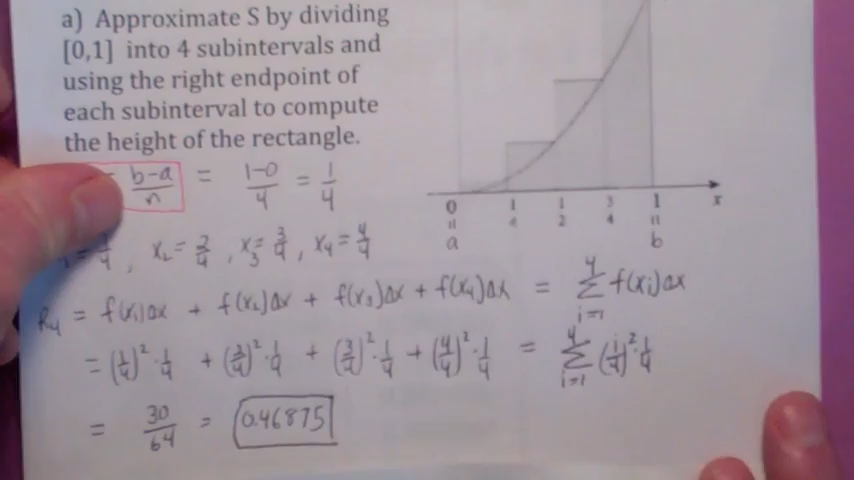 a) Approximate S by dividing
[0,1] into 4 subintervals and
using the right endpoint of
each subinterval to compute
the height of the rectangle.
b-a/n = 1-0/4 = 1/4
0 1/4 1/2 3/4 1 x
a b
= 1/4, x₂ = 2/4, x₃ = 3/4, x₄ = 4/4
R₄ = f(x₁)Δx + f(x₂)Δx + f(x₃)Δx + f(x₄)Δx = Σ_{i=1}^{4} f(xᵢ)Δx
= (1/4)² · 1/4 + (2/4)² · 1/4 + (3/4)² · 1/4 + (4/4)² · 1/4 = Σ_{i=1}^{4} (i/4)² · 1/4
= 30/64 = 0.46875